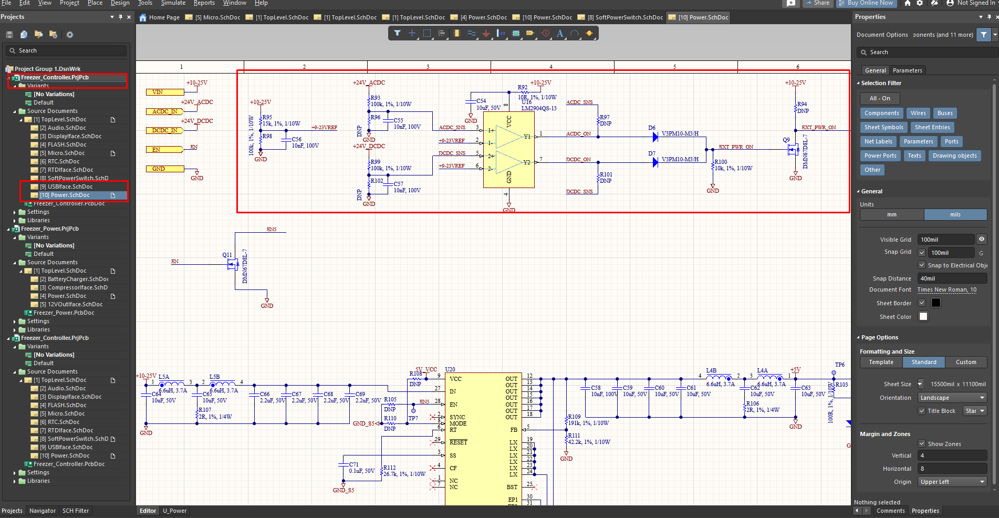 File Edit View Project Place Design Tools Simulate Reports Window Help
Share Buy Online Now Not Signed In
Projects
Home Page [5] Micro.SchDoc [1] TopLevel.SchDoc [1] TopLevel.SchDoc [1] TopLevel.SchDoc [4] Power.SchDoc [10] Power.SchDoc [8] SoftPowerSwitch.SchDoc [10] Power.SchDoc
Search
Project Group 1.DsnWrk
Freezer_Controller.PrjPcb
Variants
[No Variations]
Default
Source Documents
[1] TopLevel.SchDoc
[2] Audio.SchDoc
[3] DisplayIface.SchDoc
[4] FLASH.SchDoc
[5] Micro.SchDoc
[6] RTC.SchDoc
[7] RTDIface.SchDoc
[8] SoftPowerSwitch.SchD
[9] USBIface.SchDoc
[10] Power.SchDoc
Freezer_Controller.PcbDoc
Settings
Libraries
Freezer_Power.PrjPcb
Variants
[No Variations]
Default
Source Documents
[1] TopLevel.SchDoc
[2] BatteryCharger.SchDoc
[3] CompressorIface.SchD
[4] Power.SchDoc
[5] 12VOutIface.SchDoc
Freezer_Power.PcbDoc
Settings
Libraries
Freezer_Controller.PrjPcb
Variants
[No Variations]
Default
Source Documents
[1] TopLevel.SchDoc
[2] Audio.SchDoc
[3] DisplayIface.SchDoc
[4] FLASH.SchDoc
[5] Micro.SchDoc
[6] RTC.SchDoc
[7] RTDIface.SchDoc
[8] SoftPowerSwitch.SchD
[9] USBIface.SchDoc
[10] Power.SchDoc
Freezer_Controller.PcbDoc
Settings
Libraries
Projects Navigator SCH Filter
1 2 3 4 5 6
VIN +10-25V
ACDC_IN +24V_ACDC
DCDC_IN +24V_DCDC
EN EN
GND
GND
+10-25V
R95
15k, 1%, 1/10W
+9-23VREF
R98
100k, 1%, 1/10W
C56
10nF, 100V
GND
+24V_ACDC
R93
100k, 1%, 1/10W
R96
DNP
C55
10nF, 100V
GND
+24V_DCDC
R99
100k, 1%, 1/10W
R102
DNP
C57
10nF, 100V
GND
C54
10uF, 50V
GND
R92
10R, 1%, 1/10W
+10-25V
U16
LM2904QS-13
ACDC_SNS 3 1+
+9-23VREF 2 1-
DCDC_SNS 5 2+
+9-23VREF 6 2-
8 VCC
Y1 1
Y2 7
GND 4
GND
ACDC_SNS
R97
DNP
ACDC_ON
DCDC_ON
R101
DNP
DCDC_SNS
D6
V3PM10-M3/H
D7
V3PM10-M3/H
EXT_PWR_ON
R100
10k, 1%, 1/10W
GND
+10-25V
R94
DNP
EXT_PWR_ON
Q9
DMN67D8L-7
GND
EN5
Q11
DMN67D8L-7
EN
GND
+10-25V
L5A
1 3
6.6uH, 3.7A
L5B
2 4
6.6uH, 3.7A
C64
10uF, 50V
C65
10uF, 50V
R107
2R, 1%, 1/4W
C66
2.2uF, 50V
C67
2.2uF, 50V
C68
2.2uF, 50V
C69
2.2uF, 50V
GND
5V_VCC
R108
DNP
R105
DNP
EN5
TP7
GND_S5
R110
DNP
C71
0.1uF, 50V
GND_S5
R112
26.7k, 1%, 1/10W
U20
9 VCC
27 IN
28 EN
2 SYNC
8 MODE
6 RT
29 RESET
3 SS
4 CF
1 NC
7 NC
OUT 12
OUT 13
OUT 14
OUT 15
OUT 16
OUT 17
OUT 18
FB 5
LX 19
LX 20
LX 21
LX 22
LX 23
LX 24
BST 25
EP1 30
31
R109
191k, 1%, 1/10W
R111
42.2k, 1%, 1/10W
GND
C58
10nF, 100V
C59
10uF, 50V
C60
10uF, 50V
C61
10uF, 50V
L4B
4 2
6.6uH, 3.7A
L4A
3 1
6.6uH, 3.7A
C62
10uF, 50V
R106
2R, 1%, 1/4W
+5V
C63
10uF, 50V
GND
TP6
R103
100R, 1%, 1/10W
Editor U_Power
Properties
Document Options ponents (and 11 more)
Search
General Parameters
Selection Filter
All - On
Components Wires Buses
Sheet Symbols Sheet Entries
Net Labels Parameters Ports
Power Ports Texts Drawing objects
Other
General
Units
mm mils
Visible Grid 100mil
Snap Grid 100mil G
Snap to Electrical Obje
Snap Distance 40mil
Document Font Times New Roman, 10
Sheet Border
Sheet Color
Page Options
Formatting and Size
Template Standard Custom
Sheet Size 15500mil x 11100mil
Orientation Landscape
Title Block Star
Margin and Zones
Show Zones
Vertical 4
Horizontal 8
Origin Upper Left
Nothing selected
Comments Properties